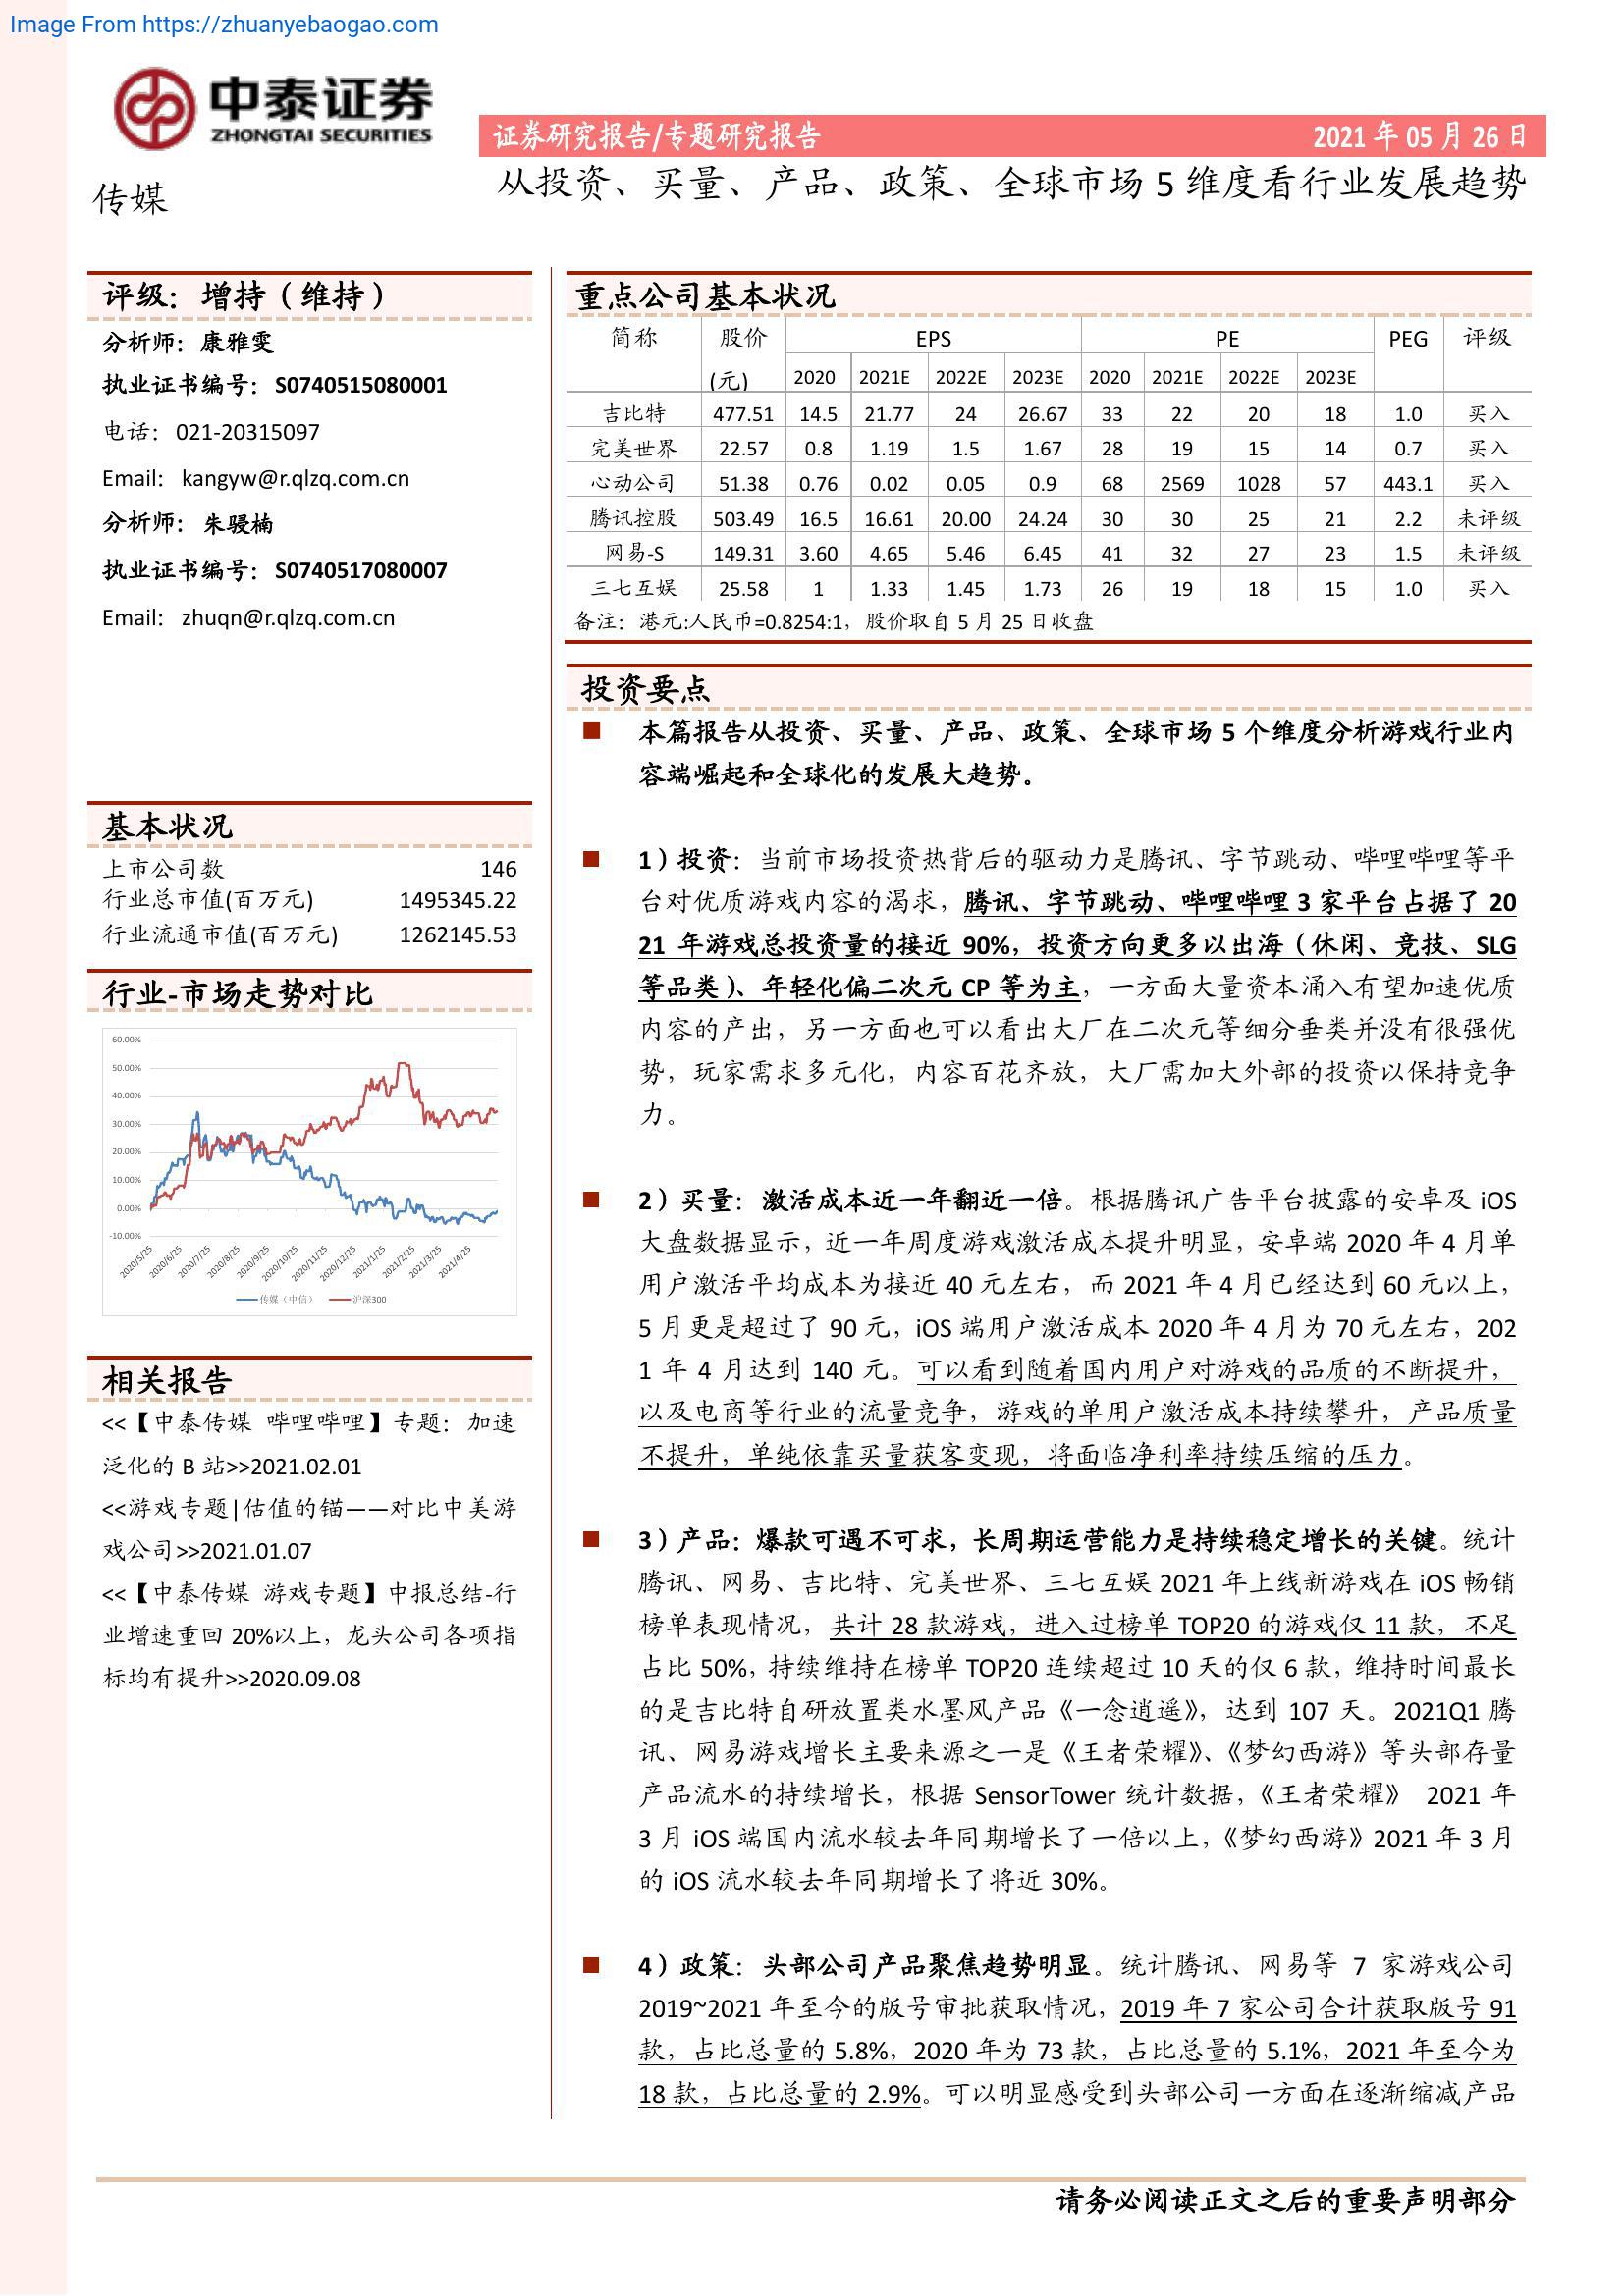 Image From https://zhuanyebaogao.com
中泰证券
ZHONGTAI SECURITIES
证券研究报告/专题研究报告 2021 年 05 月 26 日
传媒
从投资、买量、产品、政策、全球市场 5 维度看行业发展趋势
评级：增持（维持）
分析师：康雅雯
执业证书编号：S0740515080001
电话：021-20315097
Email：kangyw@r.qlzq.com.cn
分析师：朱骎楠
执业证书编号：S0740517080007
Email：zhuqn@r.qlzq.com.cn
基本状况
上市公司数 146
行业总市值(百万元) 1495345.22
行业流通市值(百万元) 1262145.53
行业-市场走势对比
60.00%
50.00%
40.00%
30.00%
20.00%
10.00%
0.00%
-10.00%
2020/5/25 2020/6/25 2020/7/25 2020/8/25 2020/9/25 2020/10/25 2020/11/25 2020/12/25 2021/1/25 2021/2/25 2021/3/25 2021/4/25
传媒（中信） 沪深300
相关报告
<<【中泰传媒 哔哩哔哩】专题：加速
泛化的 B 站>>2021.02.01
<<游戏专题|估值的锚——对比中美游
戏公司>>2021.01.07
<<【中泰传媒 游戏专题】中报总结-行
业增速重回 20%以上，龙头公司各项指
标均有提升>>2020.09.08
重点公司基本状况
简称 股价 EPS PE PEG 评级
(元) 2020 2021E 2022E 2023E 2020 2021E 2022E 2023E
吉比特 477.51 14.5 21.77 24 26.67 33 22 20 18 1.0 买入
完美世界 22.57 0.8 1.19 1.5 1.67 28 19 15 14 0.7 买入
心动公司 51.38 0.76 0.02 0.05 0.9 68 2569 1028 57 443.1 买入
腾讯控股 503.49 16.5 16.61 20.00 24.24 30 30 25 21 2.2 未评级
网易-S 149.31 3.60 4.65 5.46 6.45 41 32 27 23 1.5 未评级
三七互娱 25.58 1 1.33 1.45 1.73 26 19 18 15 1.0 买入
备注：港元:人民币=0.8254:1，股价取自 5 月 25 日收盘
投资要点
本篇报告从投资、买量、产品、政策、全球市场 5 个维度分析游戏行业内
容端崛起和全球化的发展大趋势。
1）投资：当前市场投资热背后的驱动力是腾讯、字节跳动、哔哩哔哩等平
台对优质游戏内容的渴求，腾讯、字节跳动、哔哩哔哩 3 家平台占据了 20
21 年游戏总投资量的接近 90%，投资方向更多以出海（休闲、竞技、SLG
等品类）、年轻化偏二次元 CP 等为主，一方面大量资本涌入有望加速优质
内容的产出，另一方面也可以看出大厂在二次元等细分垂类并没有很强优
势，玩家需求多元化，内容百花齐放，大厂需加大外部的投资以保持竞争
力。
2）买量：激活成本近一年翻近一倍。根据腾讯广告平台披露的安卓及 iOS
大盘数据显示，近一年周度游戏激活成本提升明显，安卓端 2020 年 4 月单
用户激活平均成本为接近 40 元左右，而 2021 年 4 月已经达到 60 元以上，
5 月更是超过了 90 元，iOS 端用户激活成本 2020 年 4 月为 70 元左右，202
1 年 4 月达到 140 元。可以看到随着国内用户对游戏的品质的不断提升，
以及电商等行业的流量竞争，游戏的单用户激活成本持续攀升，产品质量
不提升，单纯依靠买量获客变现，将面临净利率持续压缩的压力。
3）产品：爆款可遇不可求，长周期运营能力是持续稳定增长的关键。统计
腾讯、网易、吉比特、完美世界、三七互娱 2021 年上线新游戏在 iOS 畅销
榜单表现情况，共计 28 款游戏，进入过榜单 TOP20 的游戏仅 11 款，不足
占比 50%，持续维持在榜单 TOP20 连续超过 10 天的仅 6 款，维持时间最长
的是吉比特自研放置类水墨风产品《一念逍遥》，达到 107 天。2021Q1 腾
讯、网易游戏增长主要来源之一是《王者荣耀》、《梦幻西游》等头部存量
产品流水的持续增长，根据 SensorTower 统计数据，《王者荣耀》 2021 年
3 月 iOS 端国内流水较去年同期增长了一倍以上，《梦幻西游》2021 年 3 月
的 iOS 流水较去年同期增长了将近 30%。
4）政策：头部公司产品聚焦趋势明显。统计腾讯、网易等 7 家游戏公司
2019~2021 年至今的版号审批获取情况，2019 年 7 家公司合计获取版号 91
款，占比总量的 5.8%，2020 年为 73 款，占比总量的 5.1%，2021 年至今为
18 款，占比总量的 2.9%。可以明显感受到头部公司一方面在逐渐缩减产品
请务必阅读正文之后的重要声明部分